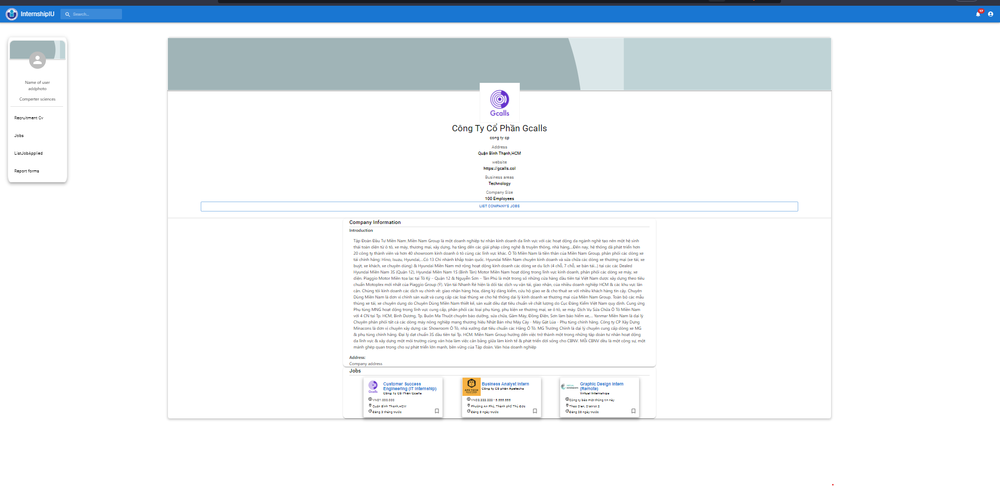 InternshipIU
Search…
17
Name of user
addphoto
Comperter sciences
Recruitment Cv
Jobs
ListJobApplied
Report forms
Gcalls
Công Ty Cổ Phần Gcalls
cong ty cp
Address
Quận Bình Thạnh,HCM
website
https://gcalls.co/
Business areas
Technology
Company Size
100 Employees
LIST COMPANY'S JOBS
Company Information
Introduction
Tập Đoàn Đầu Tư Miền Nam Miền Nam Group là một doanh nghiệp tư nhân kinh doanh đa lĩnh vực với các hoạt động đa ngành nghề tạo nên một hệ sinh
thái toàn diện từ ô tô, xe máy, thương mại, xây dựng, hạ tầng đến các giải pháp công nghệ & truyền thông, nhà hàng,...Đến nay, hệ thống đã phát triển hơn
20 công ty thành viên và hơn 40 showroom kinh doanh ô tô cùng các lĩnh vực khác. Ô Tô Miền Nam là tiền thân của Miền Nam Group, phân phối các dòng xe
tải chính hãng: Hino, Isuzu, Hyundai,...Có 13 Chi nhánh khắp toàn quốc. Hyundai Miền Nam chuyên kinh doanh và sửa chữa các dòng xe thương mại (xe tải, xe
buýt, xe khách, xe chuyên dùng) & Hyundai Miền Nam mở rộng hoạt động kinh doanh các dòng xe du lịch (4 chỗ, 7 chỗ, xe bán tải...) tại các các Dealed
Hyundai Miền Nam 3S (Quận 12), Hyundai Miền Nam 1S (Bình Tân) Motor Miền Nam hoạt động trong lĩnh vực kinh doanh, phân phối các dòng xe máy, xe
điện. Piaggio Motor Miền tọa lạc tại Tô Ký – Quận 12 & Nguyễn Sơn – Tân Phú là một trong số những cửa hàng đầu tiên tại Việt Nam được xây dựng theo tiêu
chuẩn Motoplex mới nhất của Piaggio Group (Ý). Vận tải Nhanh Rẻ hiện là đối tác dịch vụ vận tải, giao nhận, của nhiều doanh nghiệp HCM & các khu vực lân
cận. Chúng tôi kinh doanh các dịch vụ chính về: giao nhận hàng hóa, đăng ký đăng kiểm, cứu hộ giao xe & cho thuê xe với nhiều khách hàng tin cậy. Chuyên
Dùng Miền Nam là đơn vị chính sản xuất và cung cấp các loại thùng xe cho hệ thống đại lý kinh doanh xe thương mại của Miền Nam Group. Toàn bộ các mẫu
thùng xe tải, xe chuyên dụng do Chuyên Dùng Miền Nam thiết kế, sản xuất đều đạt tiêu chuẩn về chất lượng do Cục Đăng Kiểm Việt Nam quy định. Cung ứng
Phụ tùng MNG hoạt động trong lĩnh vực cung cấp, phân phối các loại phụ tùng, phụ kiện xe thương mại, xe ô tô, xe máy. Dịch Vụ Sửa Chữa Ô Tô Miền Nam
với 4 CN tại Tp. HCM, Bình Dương, Tp. Buôn Ma Thuột chuyên bảo dưỡng, sửa chữa, Gầm Máy, Đồng Điện, Sơn làm bảo hiểm xe,... Yanmar Miền Nam là đại lý
Chuyên phân phối tất cả các dòng máy nông nghiệp mang thương hiệu Nhật Bản như Máy Cày - Máy Gặt Lúa - Phụ tùng chính hãng. Công ty CP Xây Dựng
Minacons là đơn vị chuyên xây dựng các Showroom Ô Tô, nhà xưởng đạt tiêu chuẩn các Hãng Ô Tô. MG Trường Chinh là đại lý chuyên cung cấp dòng xe MG
& phụ tùng chính hãng. Đại lý đạt chuẩn 3S đầu tiên tại Tp. HCM. Miền Nam Group hướng đến việc trở thành một trong những tập đoàn tư nhân hoạt động
đa lĩnh vực & xây dựng một môi trường cùng văn hóa làm việc cân bằng giữa làm kinh tế & phát triển đời sống cho CBNV. Mỗi CBNV đều là một cộng sự, một
mảnh ghép quan trọng cho sự phát triển lớn mạnh, bền vững của Tập đoàn. Văn hóa doanh nghiệp
Address:
Company address
Jobs
Gcalls
Customer Success
Engineering (IT Internship)
Công Ty Cổ Phần Gcalls
VND1.000.000
Quận Bình Thạnh,HCM
Đăng 3 tháng trước
APE TECH
SOLUTIONS
Business Analyst Intern
Công ty Cổ phần Apetechs
VND2.222.222 - 5.555.555
Phường An Phú, Thành phố Thủ Đức
Đăng 8 ngày trước
VIRTUAL
INTERNSHIPS
Graphic Design Intern
(Remote)
Virtual Internships
Công ty bảo mật thông tin này
Thao Dien, District 2
Đăng 28 ngày trước